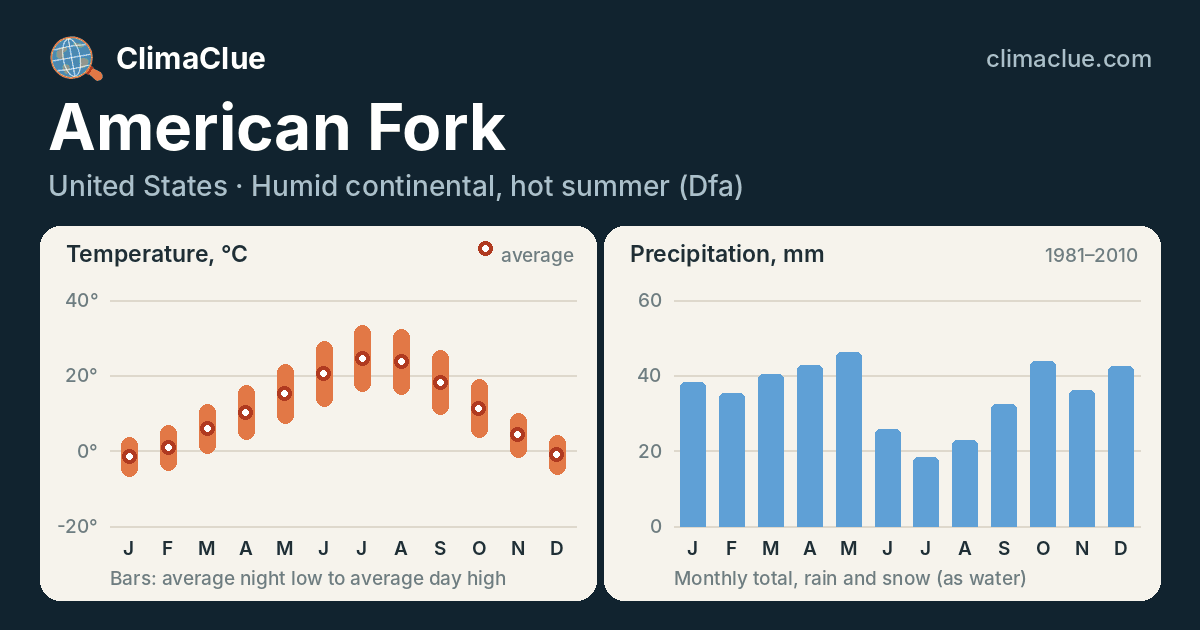 ClimaClue
climaclue.com
American Fork
United States · Humid continental, hot summer (Dfa)
Temperature, °C
average
40°
20°
0°
-20°
J F M A M J J A S O N D
Bars: average night low to average day high
Precipitation, mm
1981–2010
60
40
20
0
J F M A M J J A S O N D
Monthly total, rain and snow (as water)